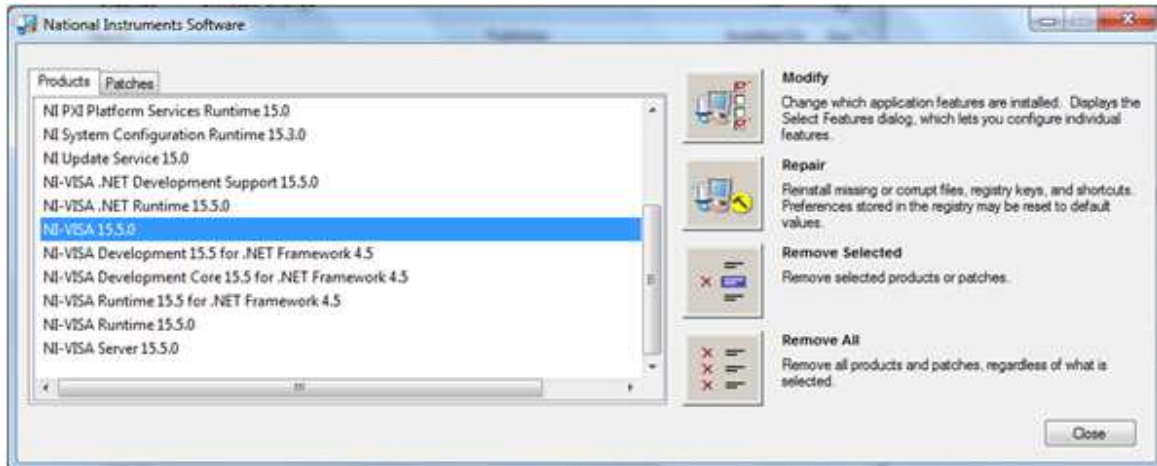 National Instruments Software
Products
Patches
NI PXI Platform Services Runtime 15.0
NI System Configuration Runtime 15.3.0
NI Update Service 15.0
NI-VISA .NET Development Support 15.5.0
NI-VISA .NET Runtime 15.5.0
NI-VISA 15.5.0
NI-VISA Development 15.5 for .NET Framework 4.5
NI-VISA Development Core 15.5 for .NET Framework 4.5
NI-VISA Runtime 15.5 for .NET Framework 4.5
NI-VISA Runtime 15.5.0
NI-VISA Server 15.5.0
Modify
Change which application features are installed. Displays the
Select Features dialog, which lets you configure individual
features.
Repair
Reinstall missing or corrupt files, registry keys, and shortcuts.
Preferences stored in the registry may be reset to default
values.
Remove Selected
Remove selected products or patches.
Remove All
Remove all products and patches, regardless of what is
selected.
Close